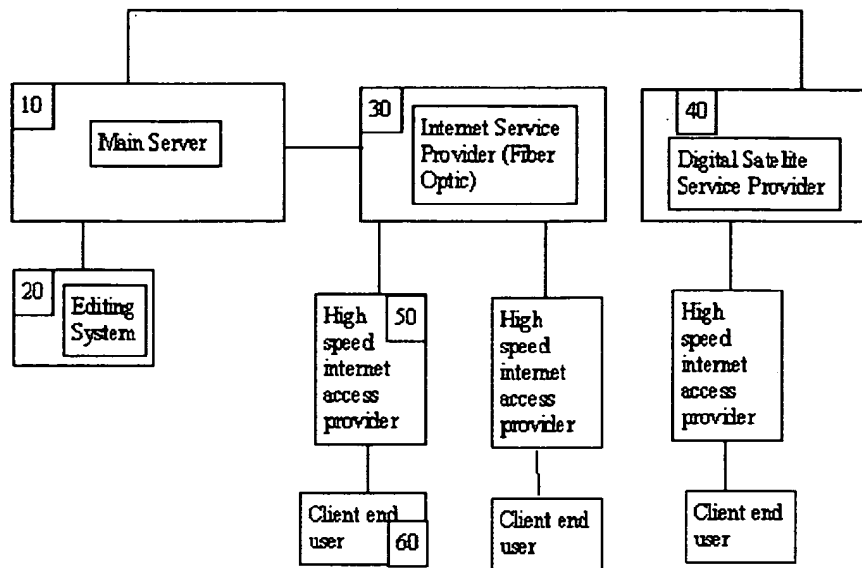 10
Main Server
30
Internet Service
Provider (Fiber
Optic)
40
Digital Satelite
Service Provider
20
Editing
System
High
speed
internet
access
provider
50
High
speed
internet
access
provider
High
speed
internet
access
provider
Client end
user
60
Client end
user
Client end
user